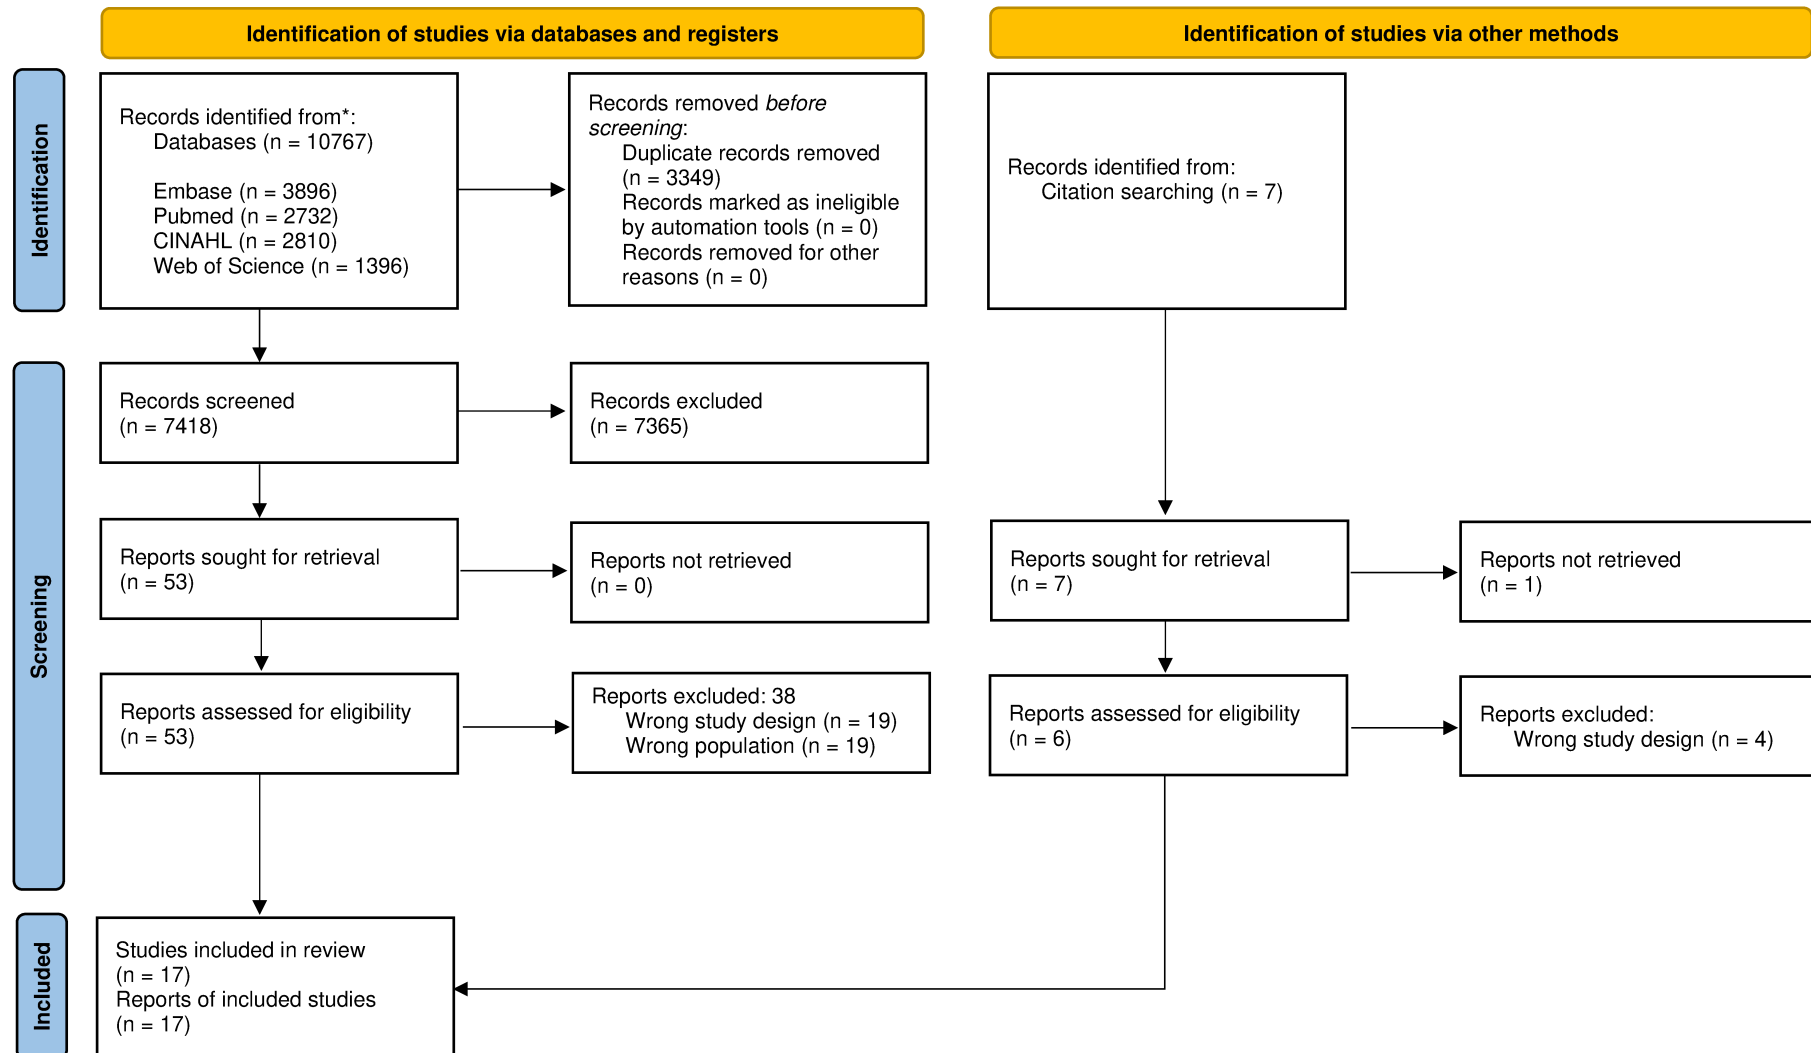 Identification of studies via databases and registers
Identification of studies via other methods
Identification
Records identified from*:
Databases (n = 10767)
Embase (n = 3896)
Pubmed (n = 2732)
CINAHL (n = 2810)
Web of Science (n = 1396)
Records removed before
screening:
Duplicate records removed
(n = 3349)
Records marked as ineligible
by automation tools (n = 0)
Records removed for other
reasons (n = 0)
Records identified from:
Citation searching (n = 7)
Screening
Records screened
(n = 7418)
Records excluded
(n = 7365)
Reports sought for retrieval
(n = 53)
Reports not retrieved
(n = 0)
Reports sought for retrieval
(n = 7)
Reports not retrieved
(n = 1)
Reports assessed for eligibility
(n = 53)
Reports excluded: 38
Wrong study design (n = 19)
Wrong population (n = 19)
Reports assessed for eligibility
(n = 6)
Reports excluded:
Wrong study design (n = 4)
Included
Studies included in review
(n = 17)
Reports of included studies
(n = 17)